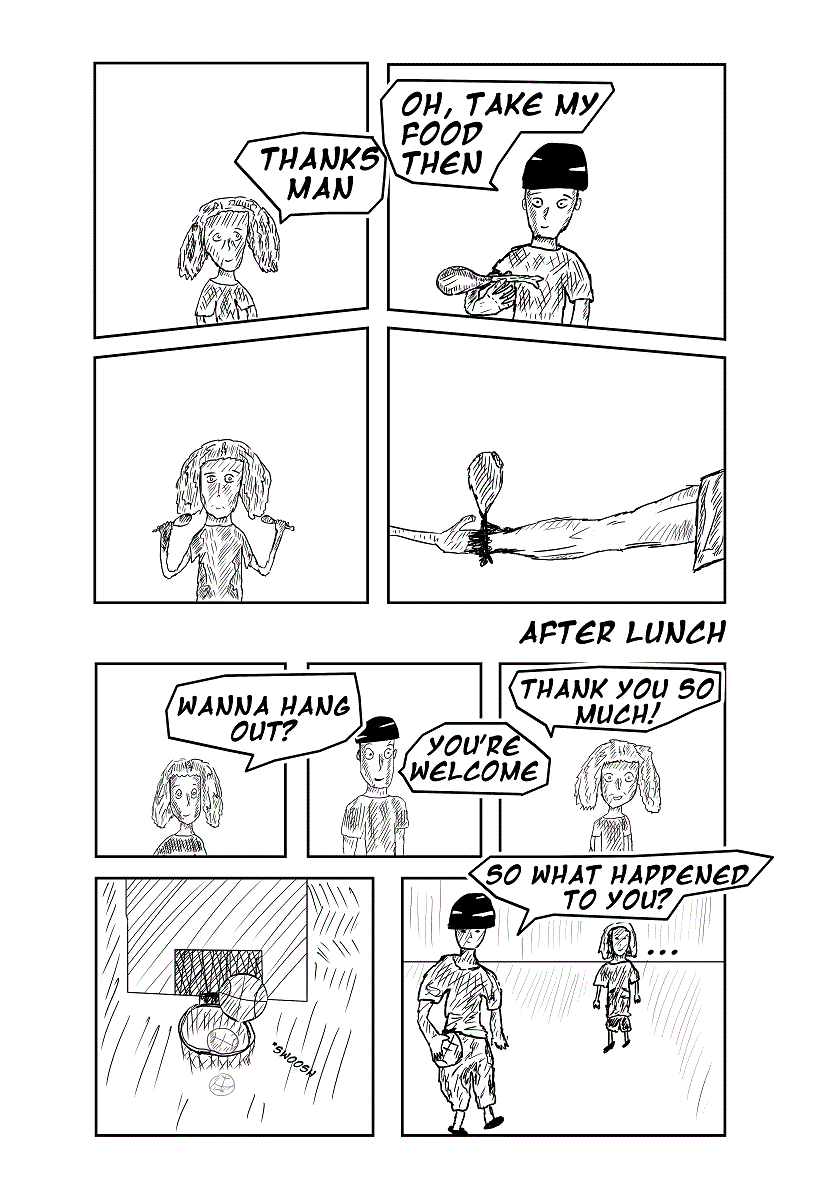 OH, TAKE MY
FOOD
THEN
THANKS
MAN
AFTER LUNCH
THANK YOU SO
MUCH!
YOU'RE
WELCOME
WANNA HANG
OUT?
SO WHAT HAPPENED
TO YOU?
...
*SWOOSH